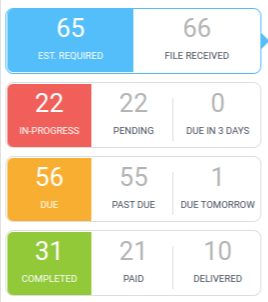 65 66
EST. REQUIRED FILE RECEIVED
22 22 0
IN-PROGRESS PENDING DUE IN 3 DAYS
56 55 1
DUE PAST DUE DUE TOMORROW
31 21 10
COMPLETED PAID DELIVERED